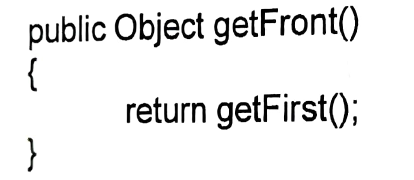 public Object getFront()
{
return getFirst();
}